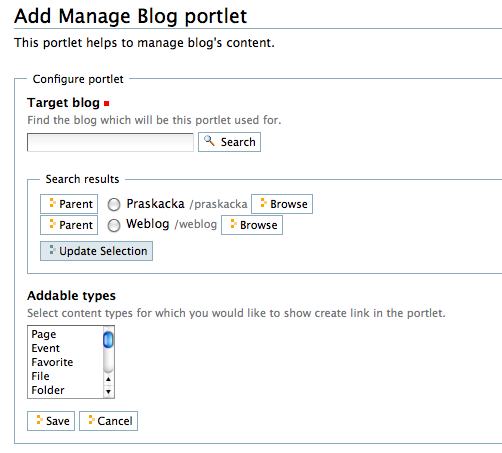 Add Manage Blog portlet
This portlet helps to manage blog's content.
Configure portlet
Target blog
Find the blog which will be this portlet used for.
Search
Search results
Parent Praskacka /praskacka Browse
Parent Weblog /weblog Browse
Update Selection
Addable types
Select content types for which you would like to show create link in the portlet.
Page
Event
Favorite
File
Folder
Save Cancel